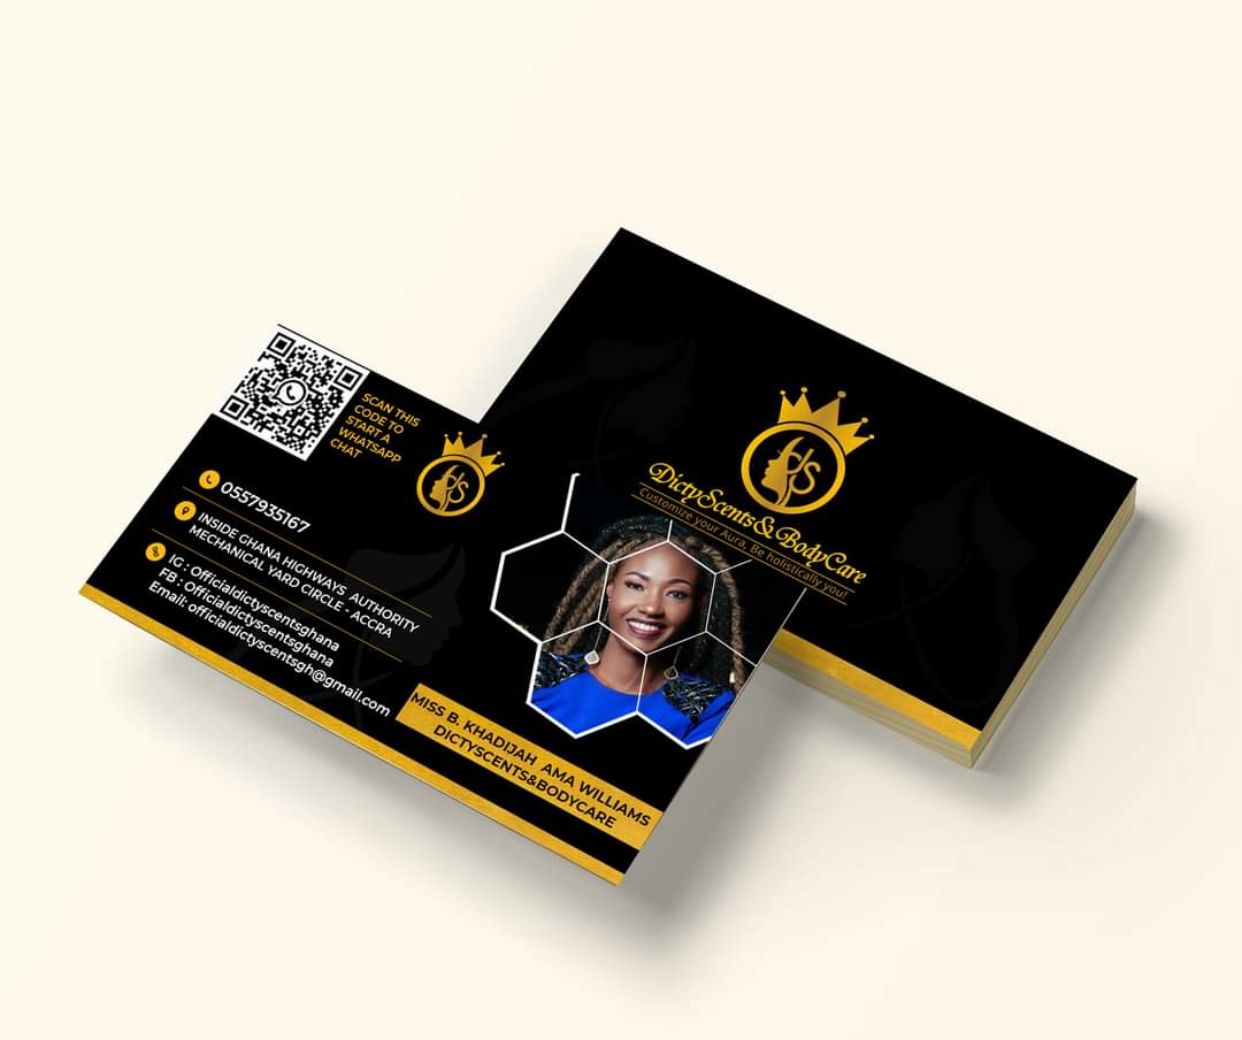 SCAN THIS
CODE TO
START A
WHATSAPP
CHAT
dS
0557935167
INSIDE GHANA HIGHWAYS AUTHORITY
MECHANICAL YARD CIRCLE - ACCRA
IG : Officialdictyscentsghana
FB : Officialdictyscentsghana
Email: officialdictyscentsgh@gmail.com
MISS B. KHADIJAH AMA WILLIAMS
DICTYSCENTS&BODYCARE
dS
DictyScents & BodyCare
Customize your Aura, Be holistically you!